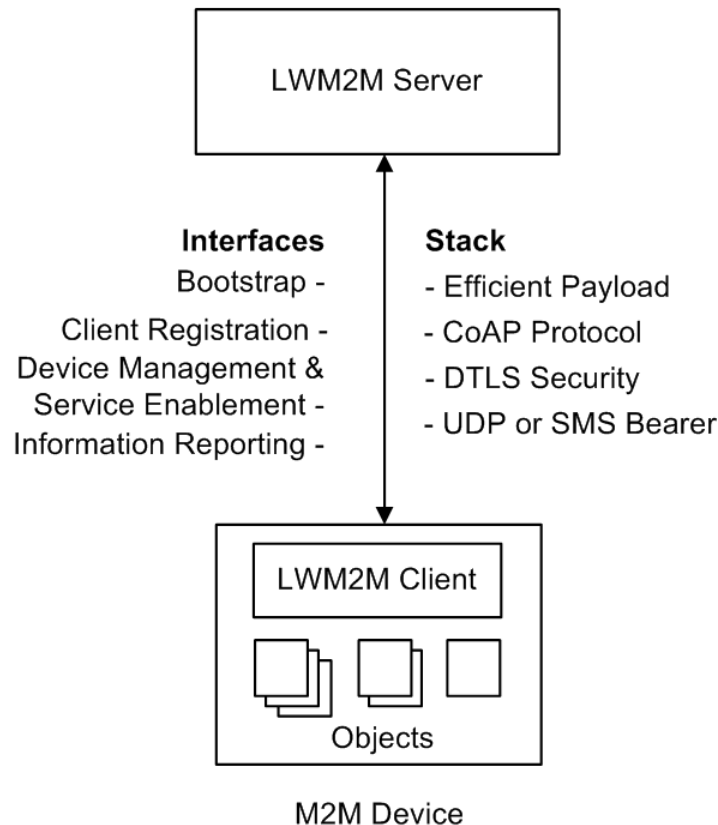 LWM2M Server
Interfaces
Bootstrap -
Client Registration -
Device Management &
Service Enablement -
Information Reporting -
Stack
- Efficient Payload
- CoAP Protocol
- DTLS Security
- UDP or SMS Bearer
LWM2M Client
Objects
M2M Device